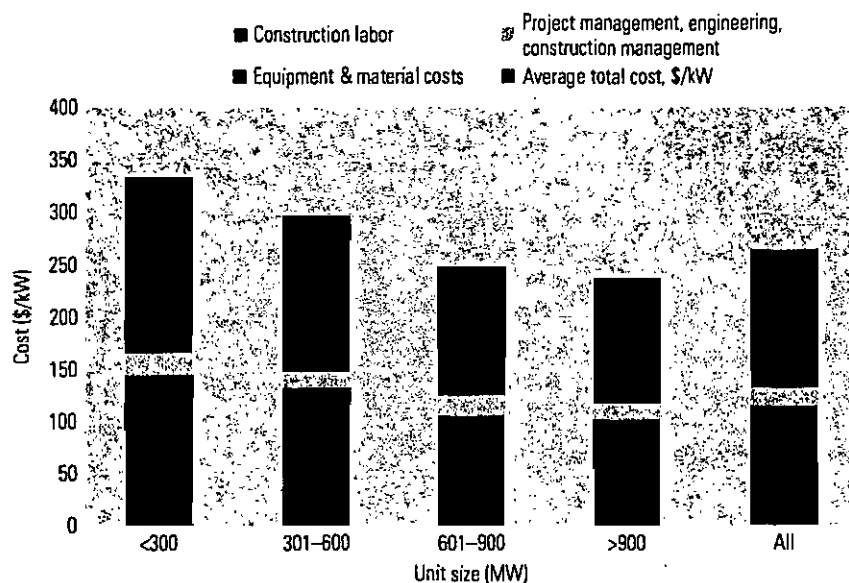 Construction labor
Project management, engineering,
construction management
Equipment & material costs
Average total cost, $/kW
400
350
300
250
200
150
100
50
0
Cost ($/kW)
<300
301–600
601–900
>900
All
Unit size (MW)